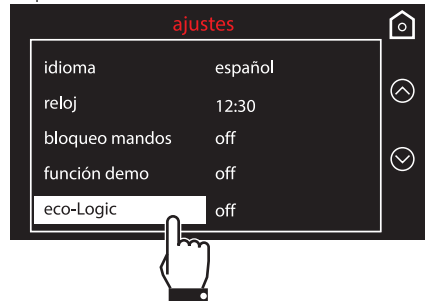 ajustes
idioma español
reloj 12:30
bloqueo mandos off
función demo off
eco-Logic off